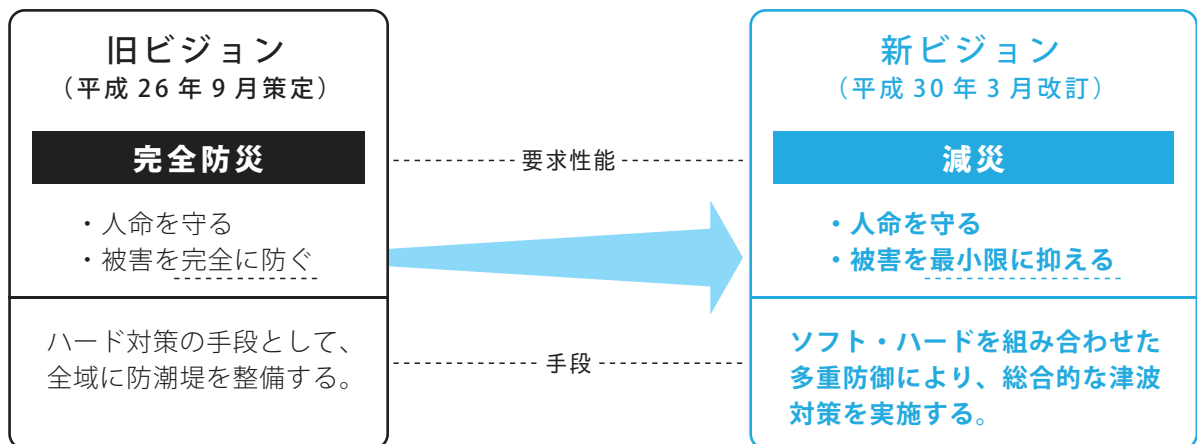 旧ビジョン
（平成 26 年 9 月策定）
完全防災
・人命を守る
・被害を完全に防ぐ
ハード対策の手段として、
全域に防潮堤を整備する。
要求性能
手段
新ビジョン
（平成 30 年 3 月改訂）
減災
・人命を守る
・被害を最小限に抑える
ソフト・ハードを組み合わせた
多重防御により、総合的な津波
対策を実施する。